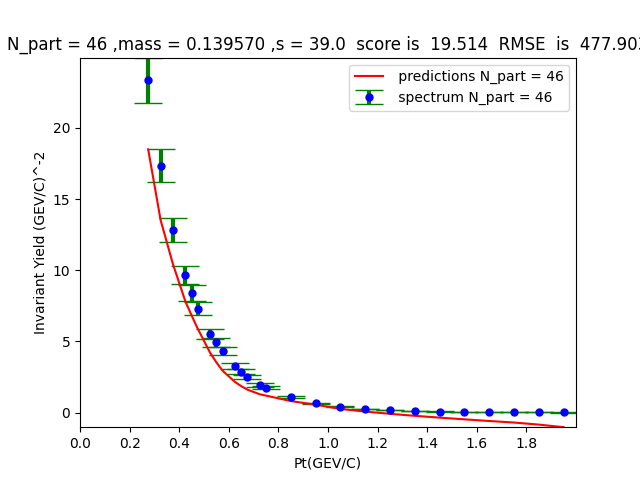 N_part = 46 ,mass = 0.139570 ,s = 39.0  score is  19.514  RMSE  is  477.903
predictions N_part = 46
spectrum N_part = 46
Invariant Yield (GEV/C)^-2
20
15
10
5
0
0.0 0.2 0.4 0.6 0.8 1.0 1.2 1.4 1.6 1.8
Pt(GEV/C)